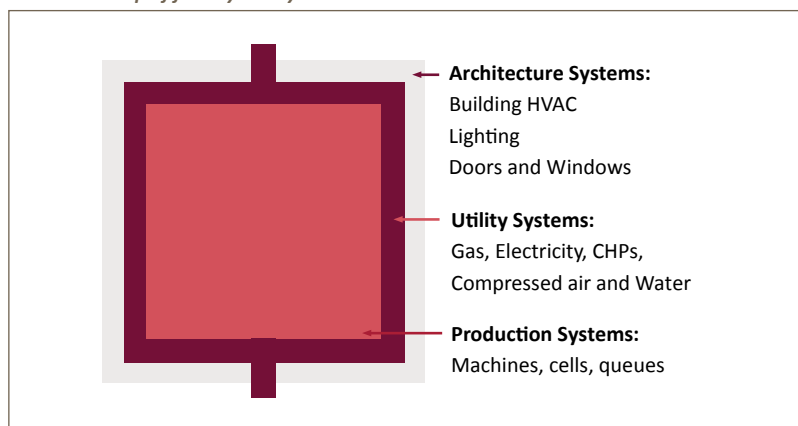 Architecture Systems:
Building HVAC
Lighting
Doors and Windows
Utility Systems:
Gas, Electricity, CHPs,
Compressed air and Water
Production Systems:
Machines, cells, queues